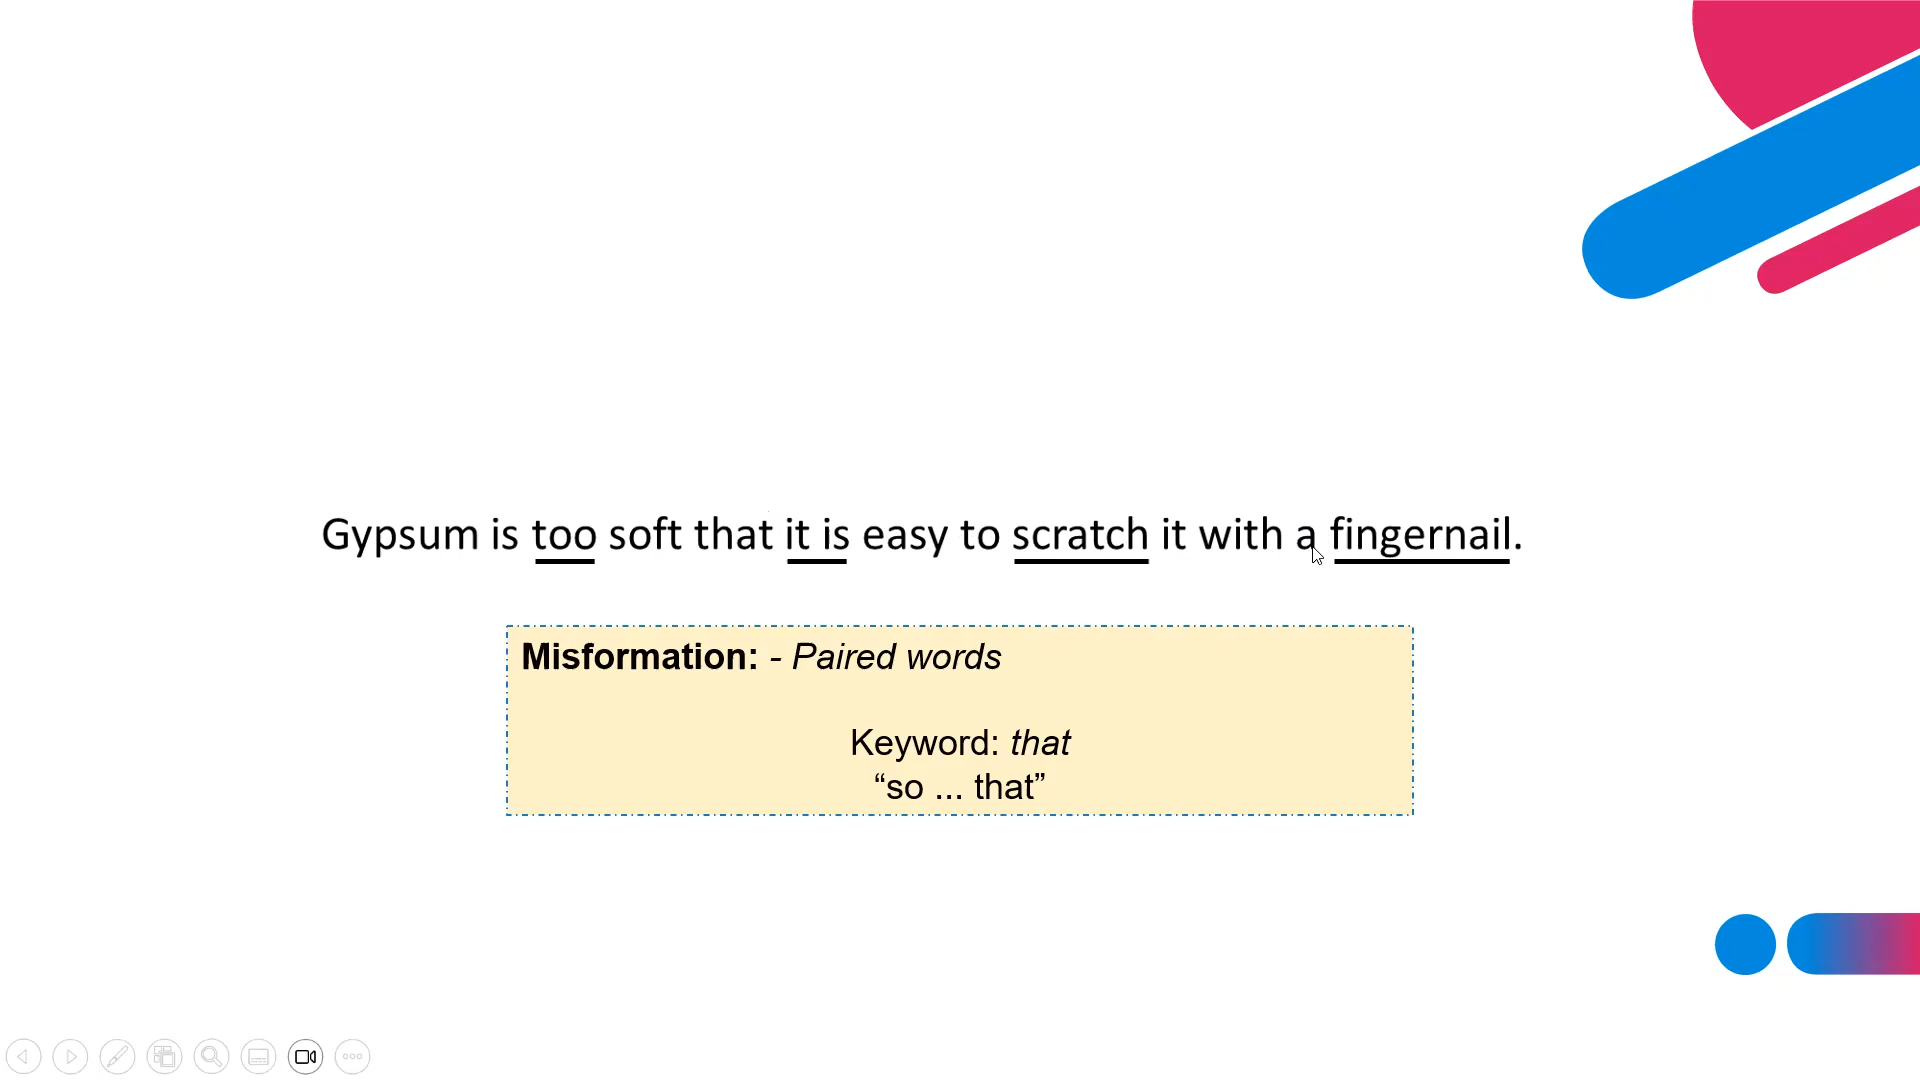 Gypsum is too soft that it is easy to scratch it with a fingernail.
Misformation: - Paired words
Keyword: that
“so ... that”